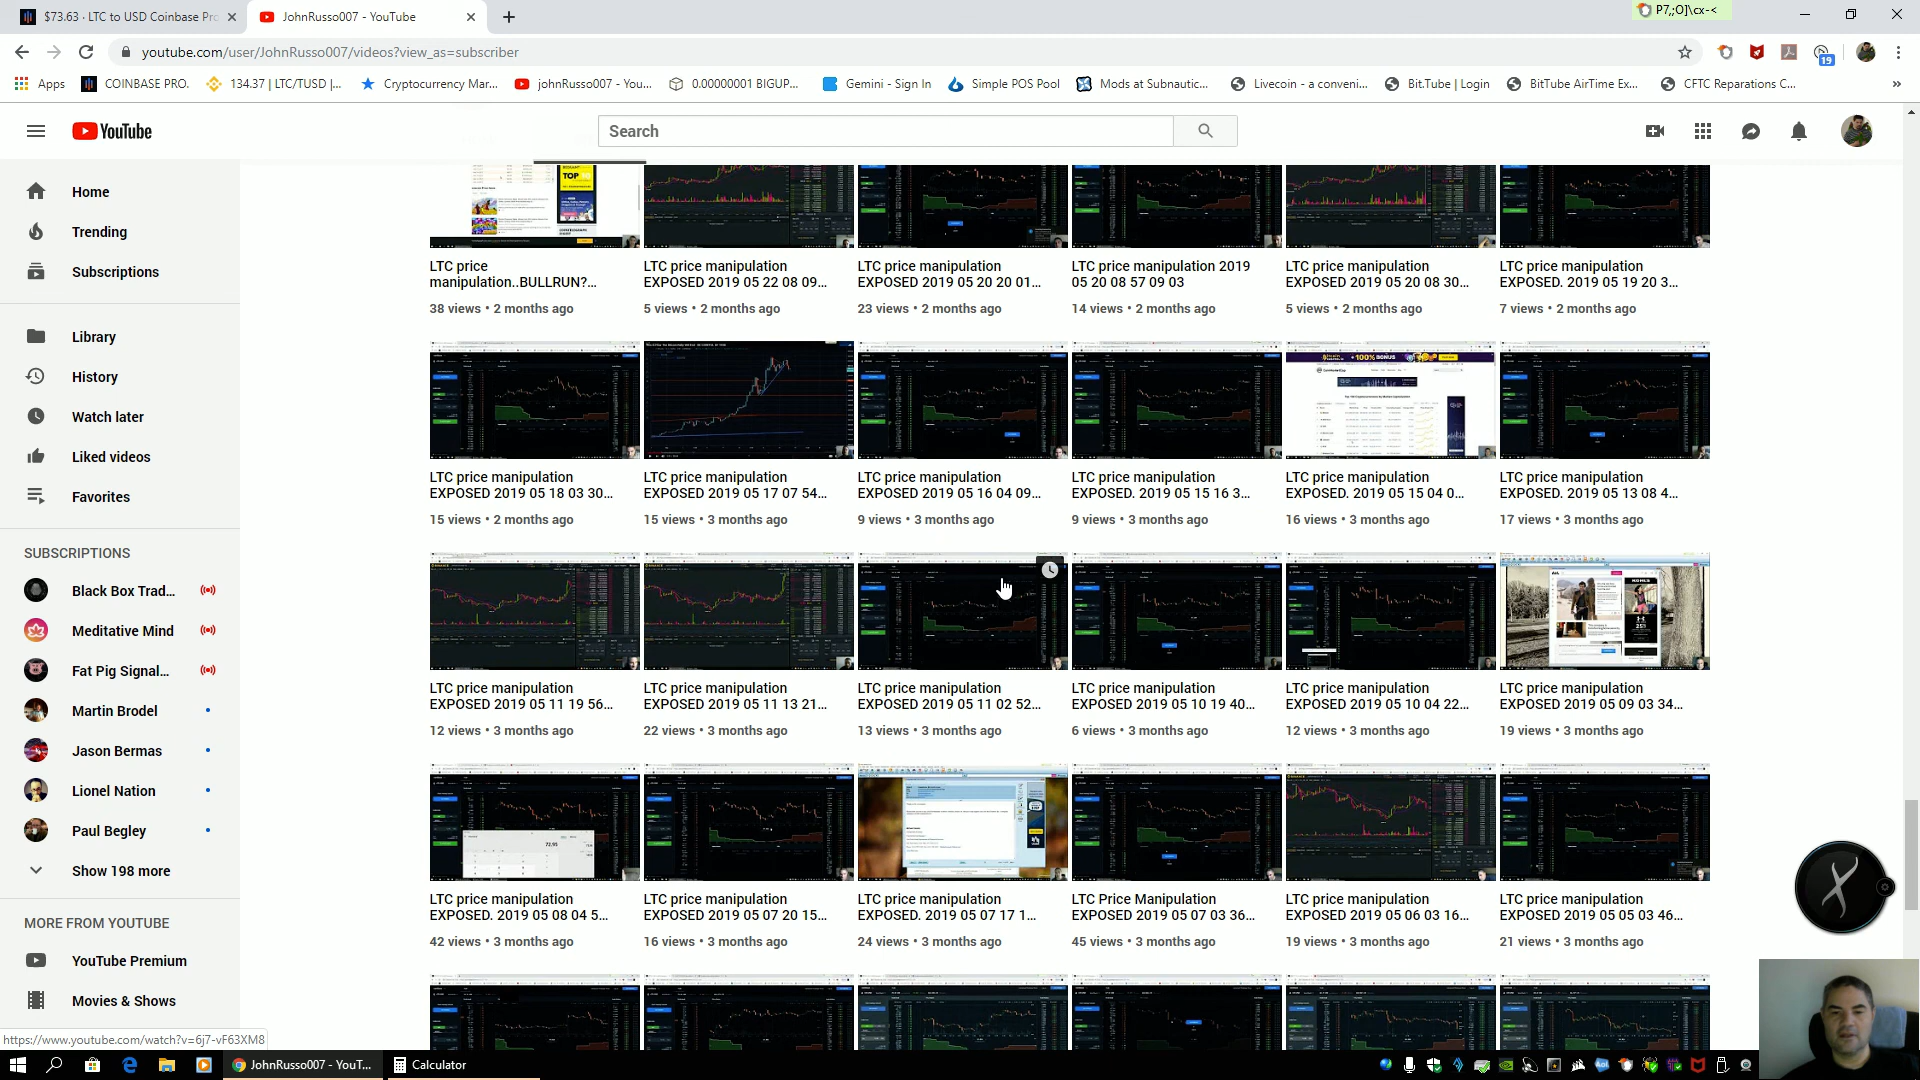 $73.63 · LTC to USD Coinbase Pro
JohnRusso007 - YouTube
P7,;O]\cx-<
youtube.com/user/JohnRusso007/videos?view_as=subscriber
19
Apps
COINBASE PRO.
134.37 | LTC/TUSD |...
Cryptocurrency Mar...
johnRusso007 - You...
0.00000001 BIGUP...
Gemini - Sign In
Simple POS Pool
Mods at Subnautic...
Livecoin - a conveni...
Bit.Tube | Login
BitTube AirTime Ex...
CFTC Reparations C...
»
YouTube
Search
Home
Trending
Subscriptions
Library
History
Watch later
Liked videos
Favorites
SUBSCRIPTIONS
Black Box Trad...
Meditative Mind
Fat Pig Signal...
Martin Brodel
Jason Bermas
Lionel Nation
Paul Begley
Show 198 more
MORE FROM YOUTUBE
YouTube Premium
Movies & Shows
TOP
LTC price
manipulation..BULLRUN?...
38 views • 2 months ago
LTC price manipulation
EXPOSED 2019 05 22 08 09...
5 views • 2 months ago
LTC price manipulation
EXPOSED 2019 05 20 20 01...
23 views • 2 months ago
LTC price manipulation 2019
05 20 08 57 09 03
14 views • 2 months ago
LTC price manipulation
EXPOSED 2019 05 20 08 30...
5 views • 2 months ago
LTC price manipulation
EXPOSED. 2019 05 19 20 3...
7 views • 2 months ago
LTC price manipulation
EXPOSED 2019 05 18 03 30...
15 views • 2 months ago
LTC price manipulation
EXPOSED 2019 05 17 07 54...
15 views • 3 months ago
LTC price manipulation
EXPOSED 2019 05 16 04 09...
9 views • 3 months ago
LTC price manipulation
EXPOSED. 2019 05 15 16 3...
9 views • 3 months ago
+ 100% BONUS
LTC price manipulation
EXPOSED. 2019 05 15 04 0...
16 views • 3 months ago
LTC price manipulation
EXPOSED. 2019 05 13 08 4...
17 views • 3 months ago
LTC price manipulation
EXPOSED 2019 05 11 19 56...
12 views • 3 months ago
LTC price manipulation
EXPOSED 2019 05 11 13 21...
22 views • 3 months ago
LTC price manipulation
EXPOSED 2019 05 11 02 52...
13 views • 3 months ago
LTC price manipulation
EXPOSED 2019 05 10 19 40...
6 views • 3 months ago
LTC price manipulation
EXPOSED 2019 05 10 04 22...
12 views • 3 months ago
LTC price manipulation
EXPOSED 2019 05 09 03 34...
19 views • 3 months ago
72.95
LTC price manipulation
EXPOSED. 2019 05 08 04 5...
42 views • 3 months ago
LTC price manipulation
EXPOSED 2019 05 07 20 15...
16 views • 3 months ago
LTC price manipulation
EXPOSED. 2019 05 07 17 1...
24 views • 3 months ago
LTC Price Manipulation
EXPOSED 2019 05 07 03 36...
45 views • 3 months ago
LTC price manipulation
EXPOSED 2019 05 06 03 16...
19 views • 3 months ago
LTC price manipulation
EXPOSED 2019 05 05 03 46...
21 views • 3 months ago
https://www.youtube.com/watch?v=6j7-vF63XM8
JohnRusso007 - YouT...
Calculator